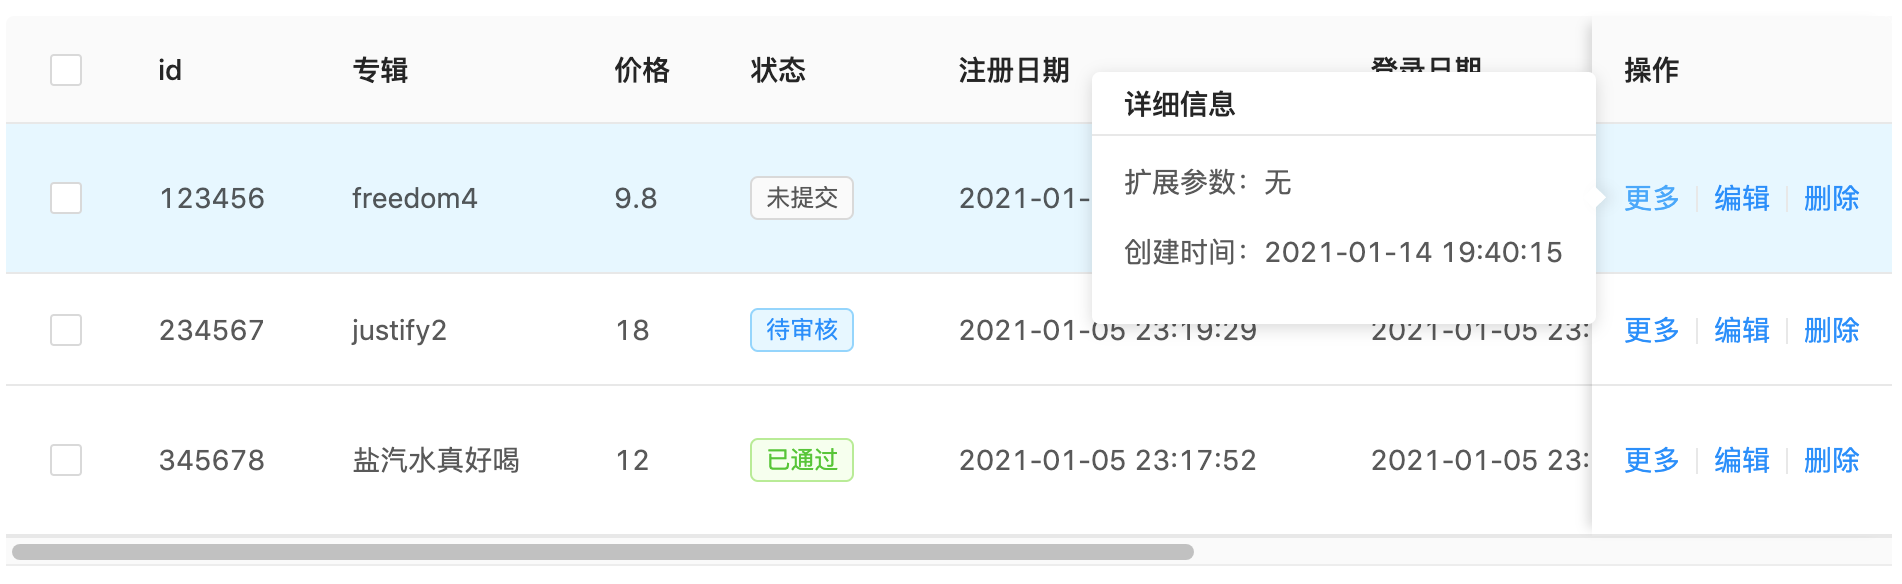 id 专辑 价格 状态 注册日期 登录日期 操作
详细信息
扩展参数：无
创建时间：2021-01-14 19:40:15
123456 freedom4 9.8 未提交 2021-01- 更多 编辑 删除
234567 justify2 18 待审核 2021-01-05 23:19:29 2021-01-05 23: 更多 编辑 删除
345678 盐汽水真好喝 12 已通过 2021-01-05 23:17:52 2021-01-05 23: 更多 编辑 删除